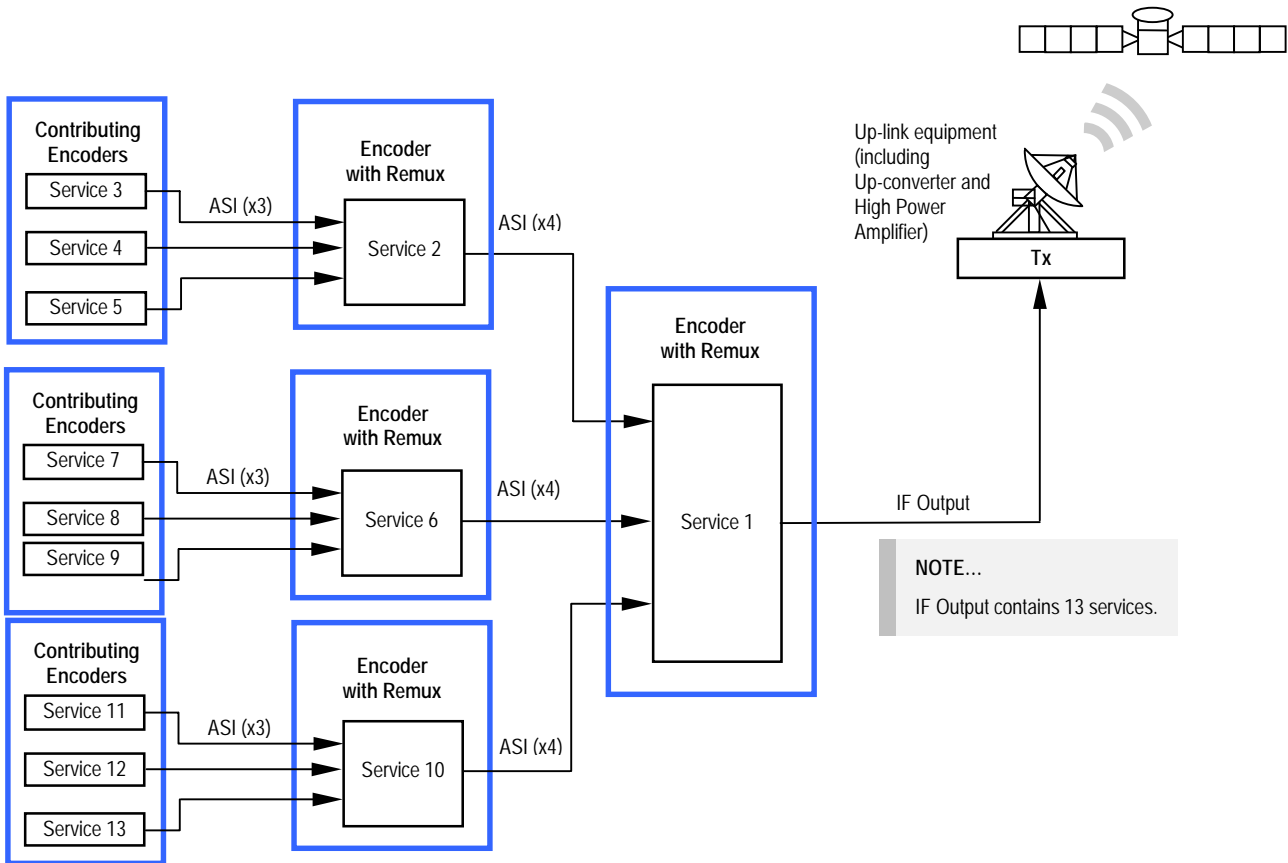 Contributing
Encoders
Service 3
Service 4
Service 5
ASI (x3)
Encoder
with Remux
Service 2
ASI (x4)
Contributing
Encoders
Service 7
Service 8
Service 9
ASI (x3)
Encoder
with Remux
Service 6
ASI (x4)
Contributing
Encoders
Service 11
Service 12
Service 13
ASI (x3)
Encoder
with Remux
Service 10
ASI (x4)
Encoder
with Remux
Service 1
IF Output
Up-link equipment
(including
Up-converter and
High Power
Amplifier)
Tx
NOTE...
IF Output contains 13 services.